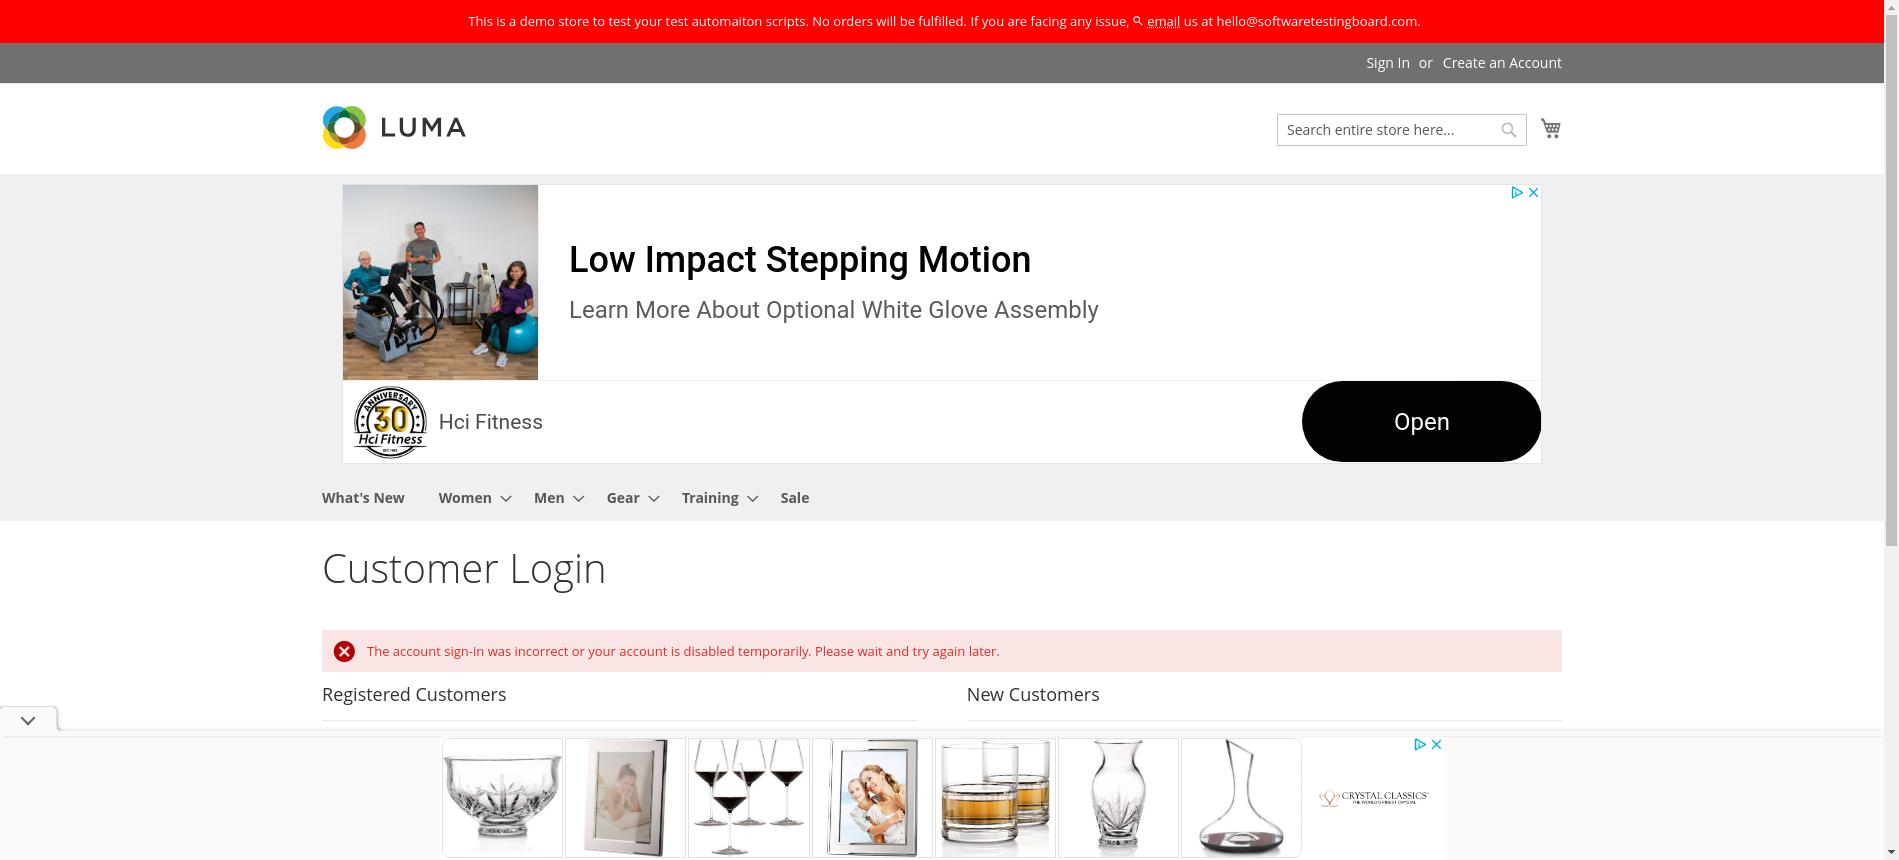 This is a demo store to test your test automaiton scripts. No orders will be fulfilled. If you are facing any issue, email us at hello@softwaretestingboard.com.
Sign In or Create an Account
LUMA
Search entire store here...
Low Impact Stepping Motion
Learn More About Optional White Glove Assembly
ANNIVERSARY
30
Hci Fitness
Hci Fitness
Open
What's New Women Men Gear Training Sale
Customer Login
The account sign-in was incorrect or your account is disabled temporarily. Please wait and try again later.
Registered Customers
New Customers
CRYSTAL CLASSICS
THE WORLD'S FINEST CRYSTAL